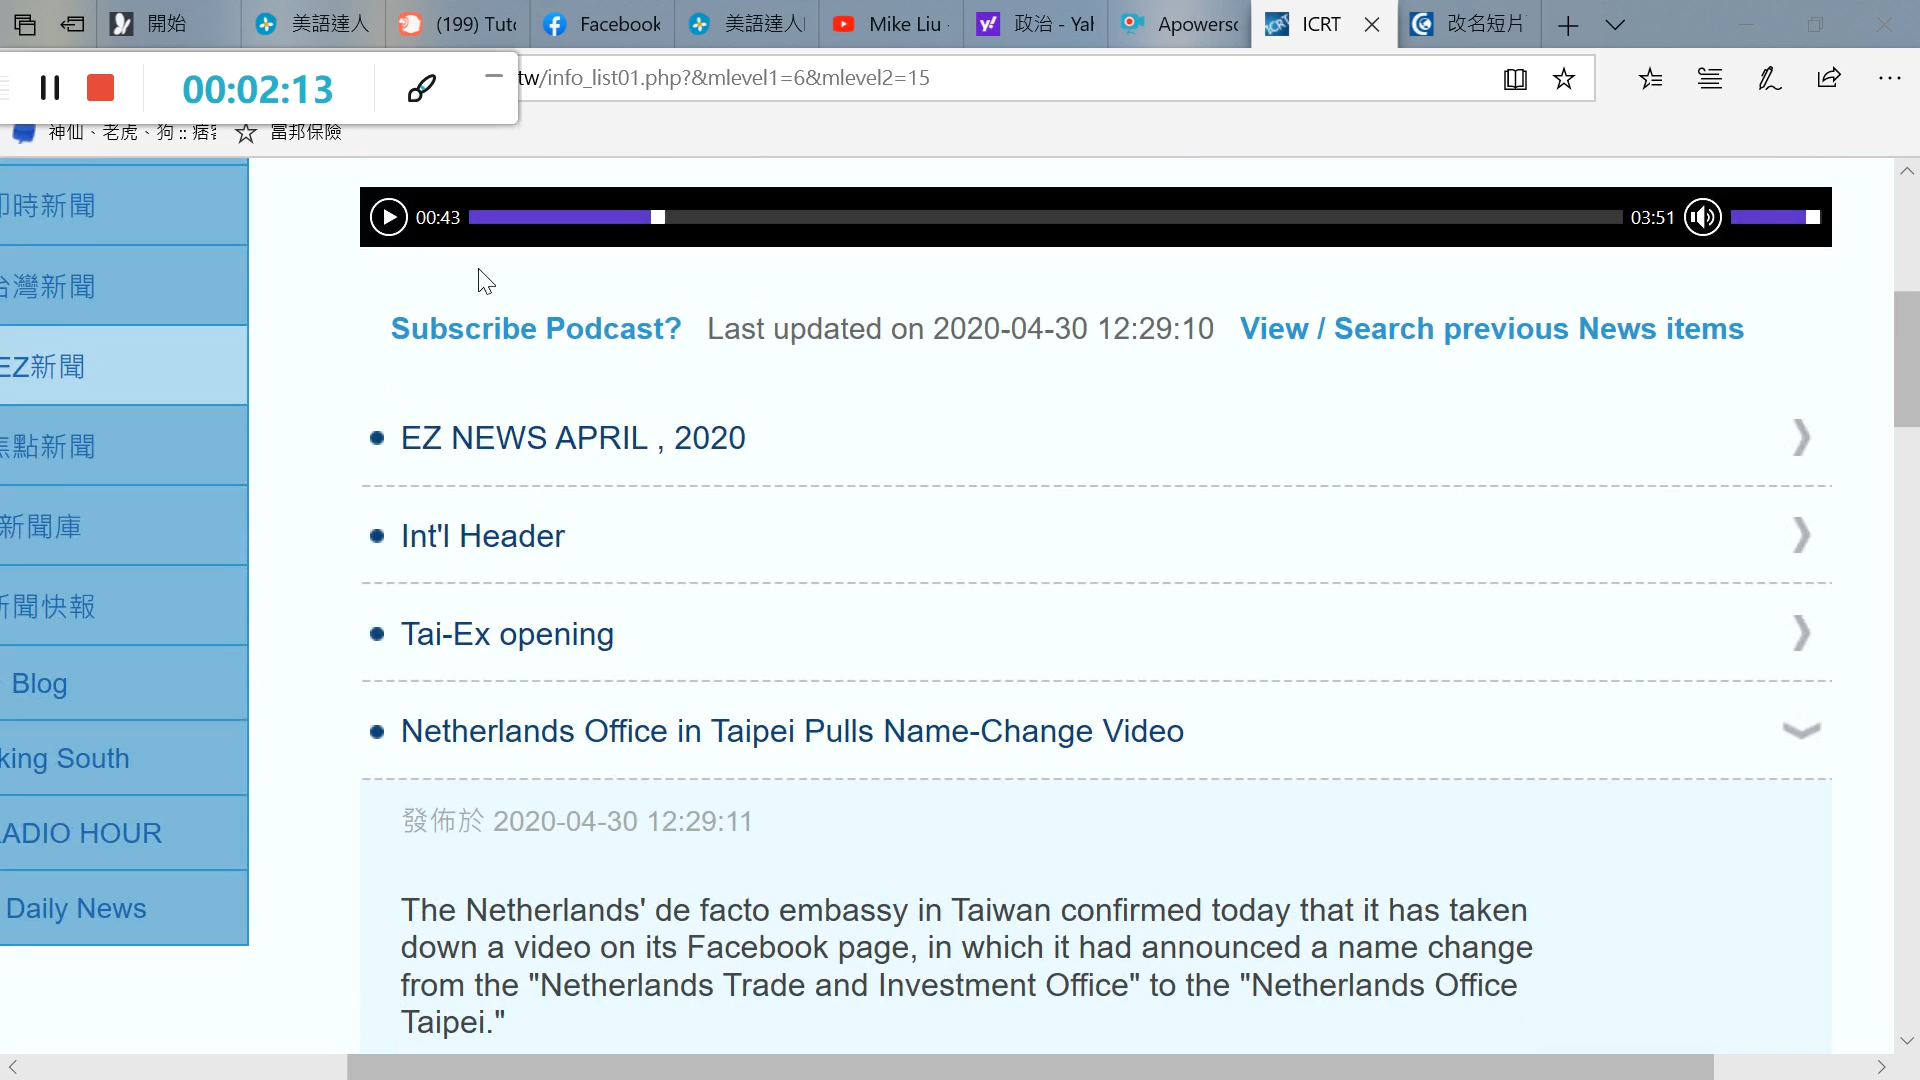 開始
美語達人
(199) Tuto
Facebook
美語達人
Mike Liu
政治 - Yah
Apowerso
ICRT
改名短片
00:02:13
tw/info_list01.php?&mlevel1=6&mlevel2=15
神仙、老虎、狗 :: 痞
富邦保險
即時新聞
台灣新聞
EZ新聞
焦點新聞
新聞庫
新聞快報
Blog
king South
ADIO HOUR
Daily News
00:43
03:51
Subscribe Podcast? Last updated on 2020-04-30 12:29:10 View / Search previous News items
EZ NEWS APRIL , 2020
Int'l Header
Tai-Ex opening
Netherlands Office in Taipei Pulls Name-Change Video
發佈於 2020-04-30 12:29:11
The Netherlands' de facto embassy in Taiwan confirmed today that it has taken
down a video on its Facebook page, in which it had announced a name change
from the "Netherlands Trade and Investment Office" to the "Netherlands Office
Taipei."